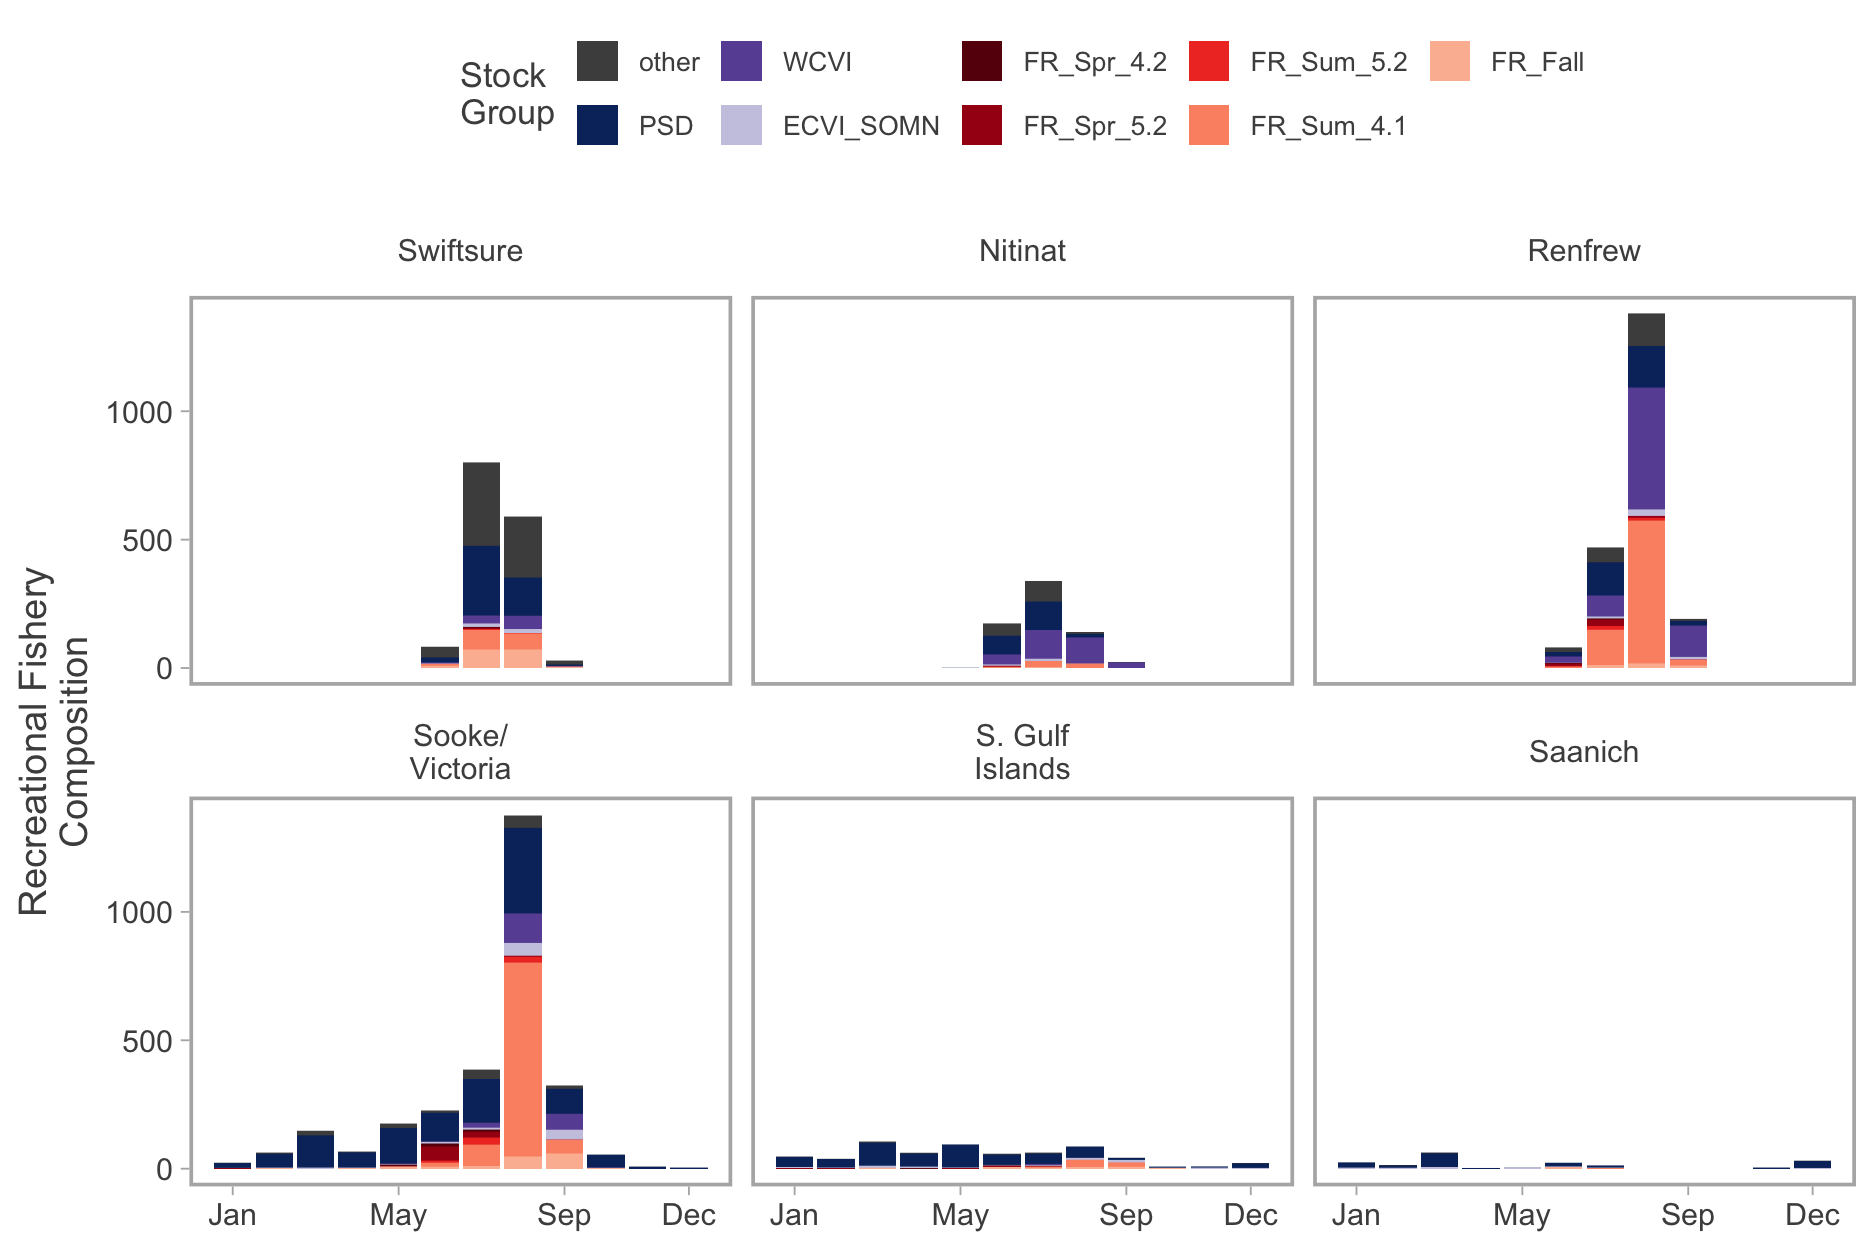 Stock
Group
other
WCVI
FR_Spr_4.2
FR_Sum_5.2
FR_Fall
PSD
ECVI_SOMN
FR_Spr_5.2
FR_Sum_4.1
Recreational Fishery
Composition
Swiftsure
Nitinat
Renfrew
1000
500
0
Sooke/
Victoria
S. Gulf
Islands
Saanich
1000
500
0
Jan
May
Sep
Dec
Jan
May
Sep
Dec
Jan
May
Sep
Dec